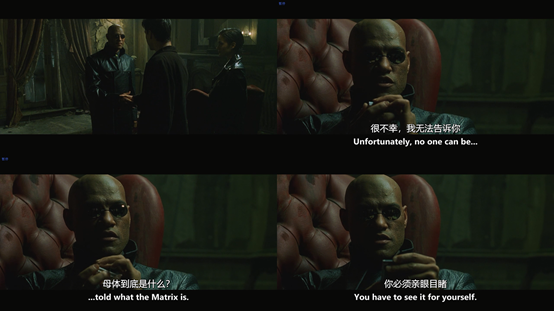 很不幸，我无法告诉你
Unfortunately, no one can be...
母体到底是什么？
...told what the Matrix is.
你必须亲眼目睹
You have to see it for yourself.